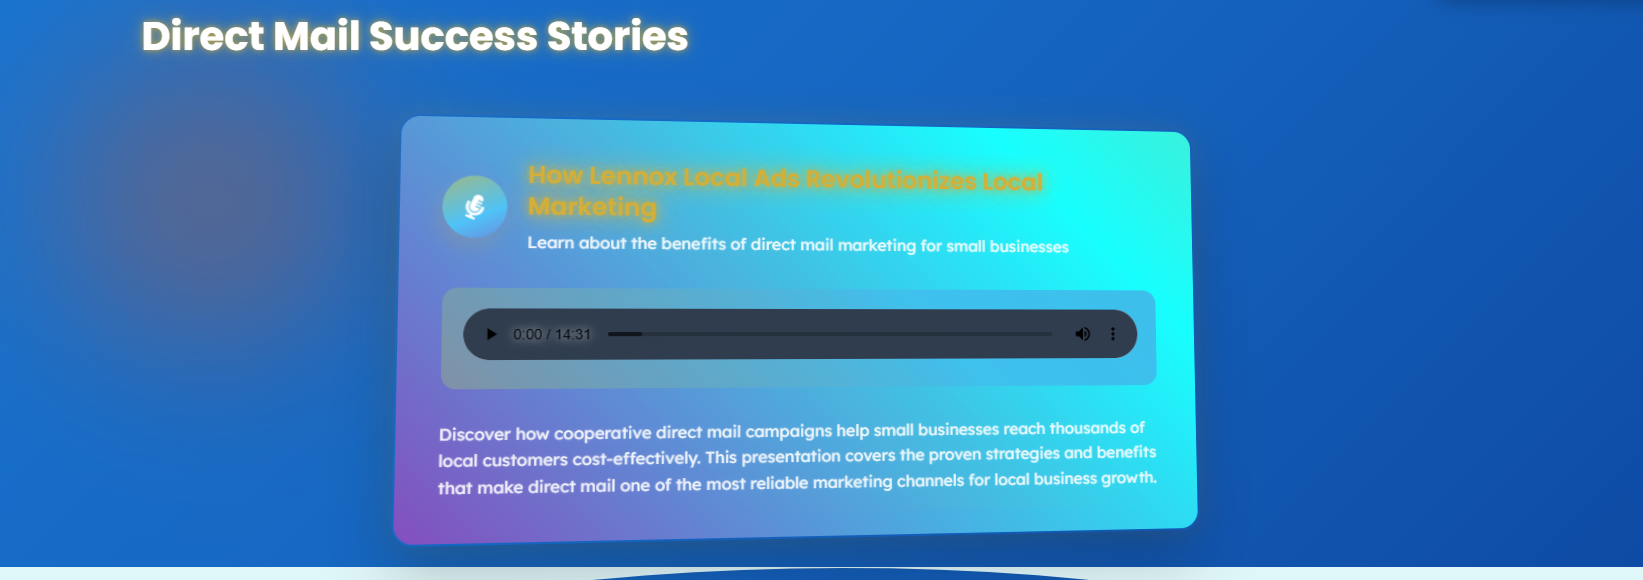 Direct Mail Success Stories
How Lennox Local Ads Revolutionizes Local
Marketing
Learn about the benefits of direct mail marketing for small businesses
0:00 / 14:31
Discover how cooperative direct mail campaigns help small businesses reach thousands of
local customers cost-effectively. This presentation covers the proven strategies and benefits
that make direct mail one of the most reliable marketing channels for local business growth.